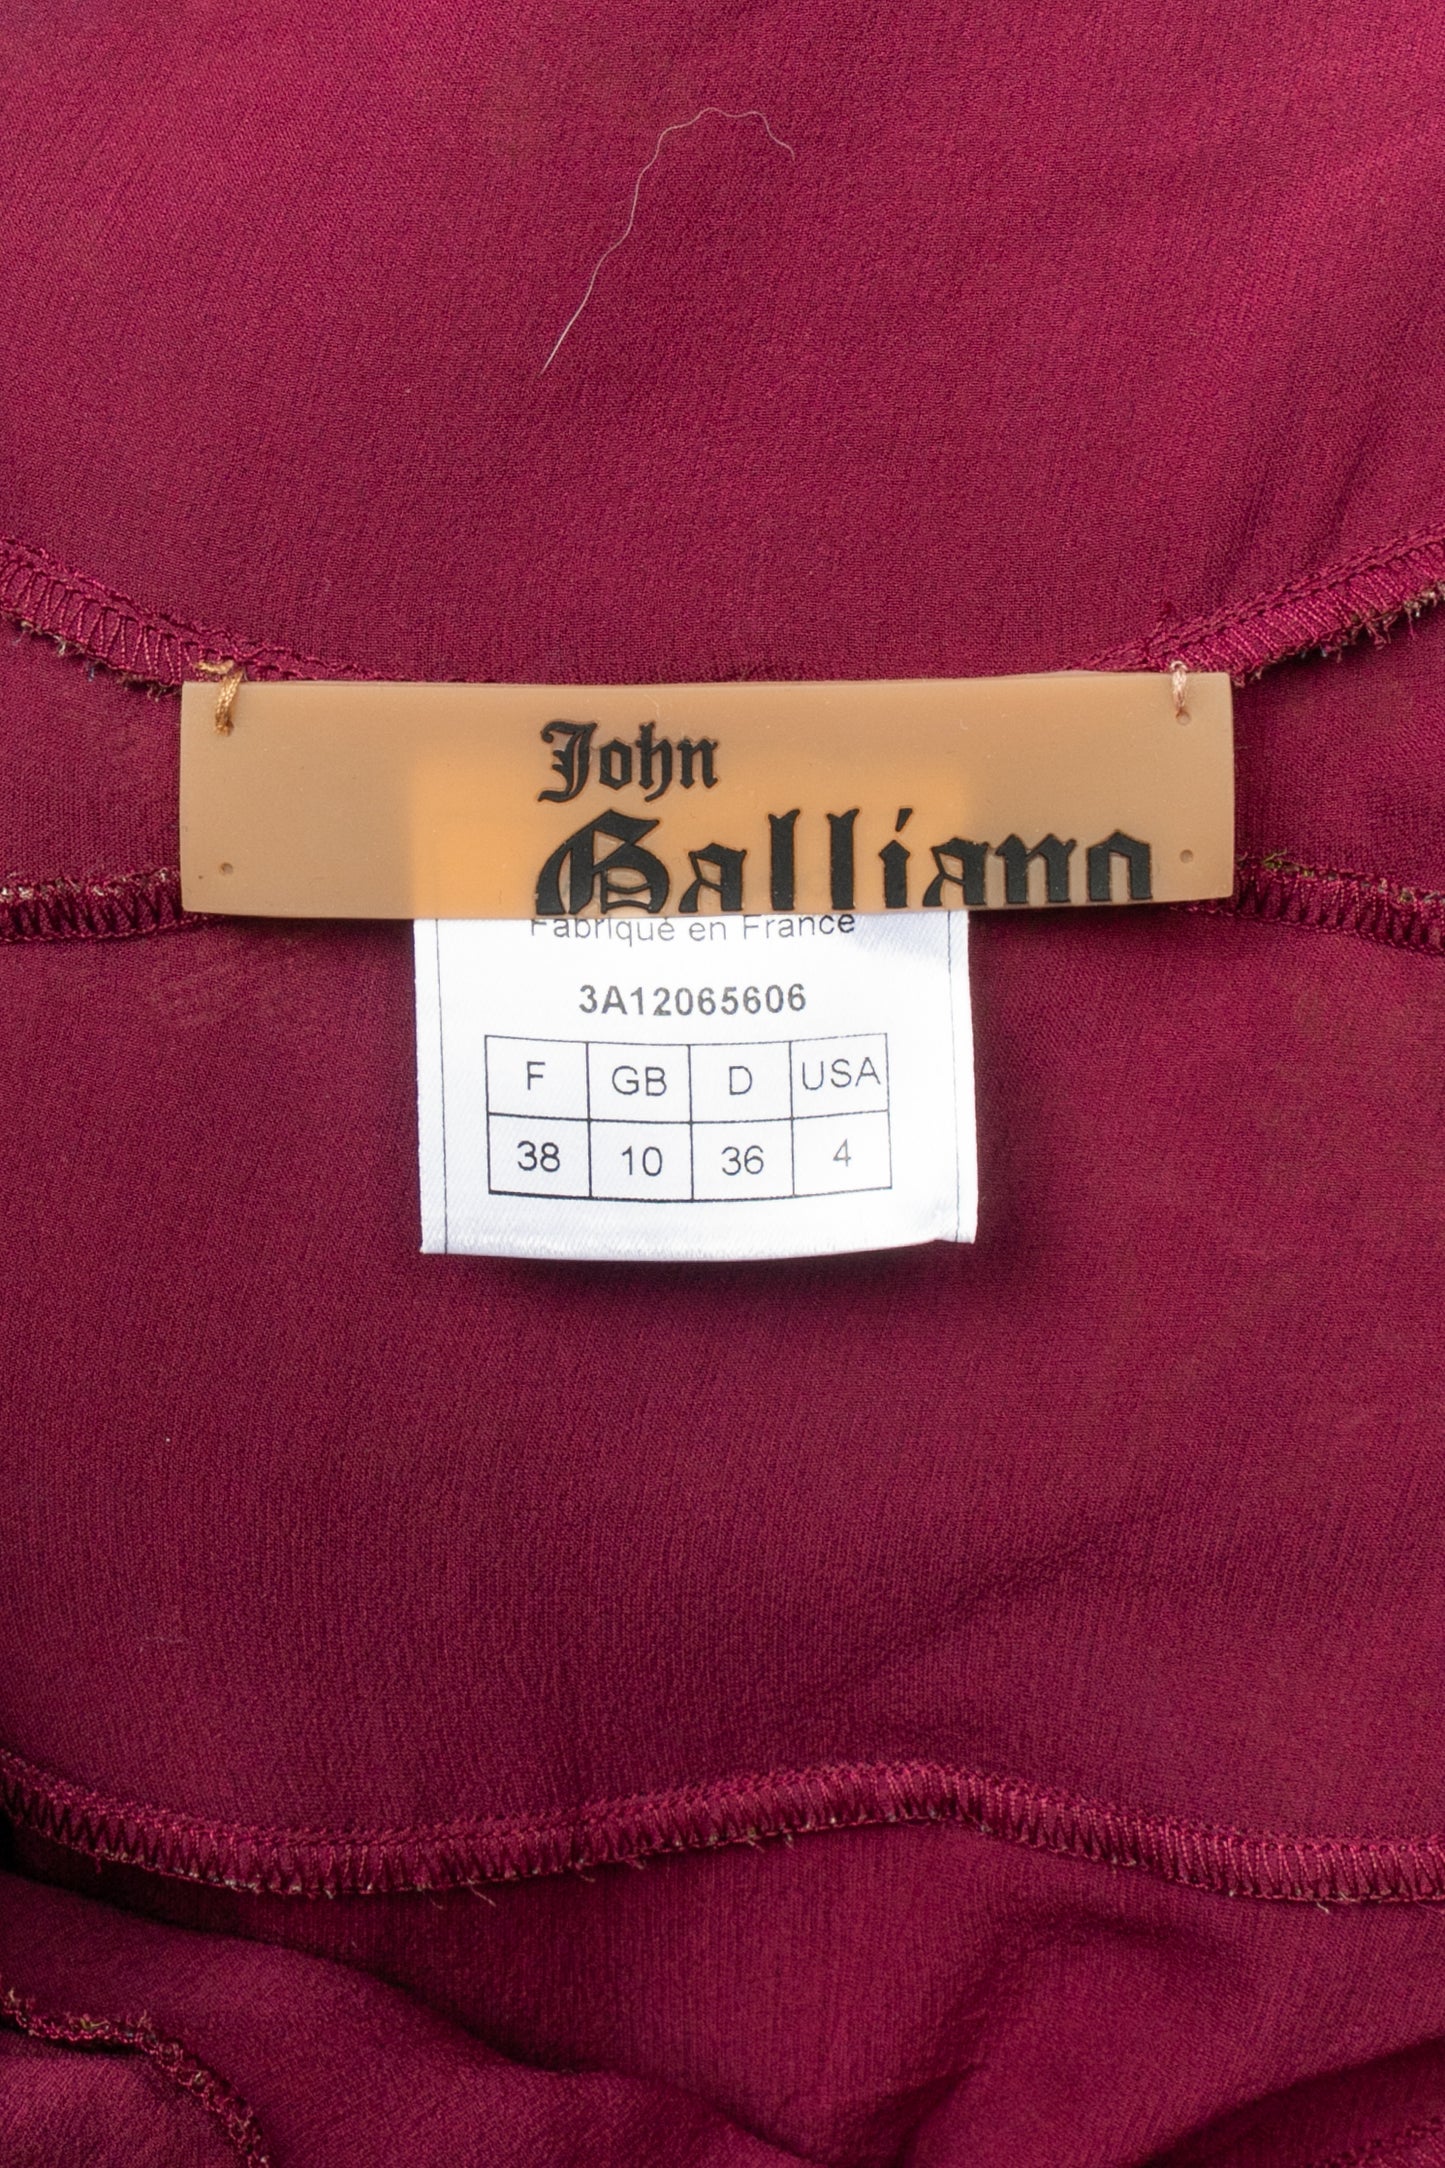 John
Galliano
Fabriqué en France
3A12065606
F GB D USA
38 10 36 4